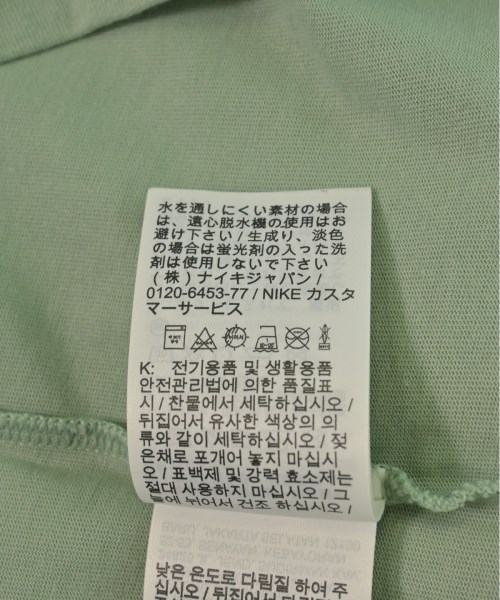 水を通しにくい素材の場合
は、遠心脱水機の使用はお
避け下さい / 生成り、淡色
の場合は蛍光剤の入った洗
剤は使用しないで下さい
(株) ナイキジャパン /
0120-6453-77 / NIKE カスタ
マーサービス
K: 전기용품 및 생활용품
안전관리법에 의한 품질표
시 / 찬물에서 세탁하십시오 /
뒤집어서 유사한 색상의 의
류와 같이 세탁하십시오 / 젖
은채로 포개어 놓지 마십시
오 / 표백제 및 강력 효소제는
절대 사용하지 마십시오 / 그
늘에 뉘어서 건조 하십시오 /
낮은 온도로 다림질 하여 주
십시오 /